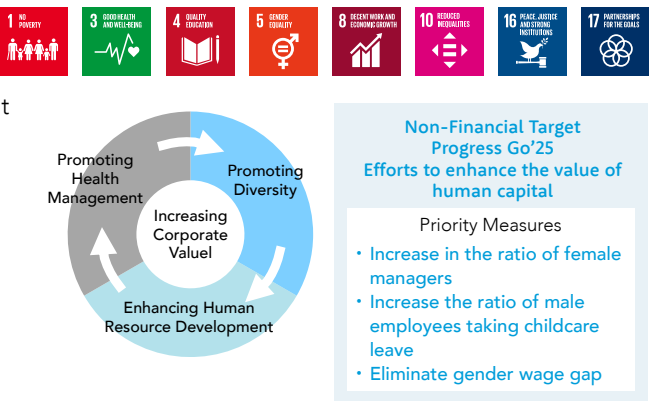 1 NO POVERTY
3 GOOD HEALTH AND WELL-BEING
4 QUALITY EDUCATION
5 GENDER EQUALITY
8 DECENT WORK AND ECONOMIC GROWTH
10 REDUCED INEQUALITIES
16 PEACE, JUSTICE AND STRONG INSTITUTIONS
17 PARTNERSHIPS FOR THE GOALS
t
Promoting
Health
Management
Promoting
Diversity
Increasing
Corporate
Valuel
Enhancing Human
Resource Development
Non-Financial Target
Progress Go'25
Efforts to enhance the value of
human capital
Priority Measures
・Increase in the ratio of female
managers
・Increase the ratio of male
employees taking childcare
leave
・Eliminate gender wage gap